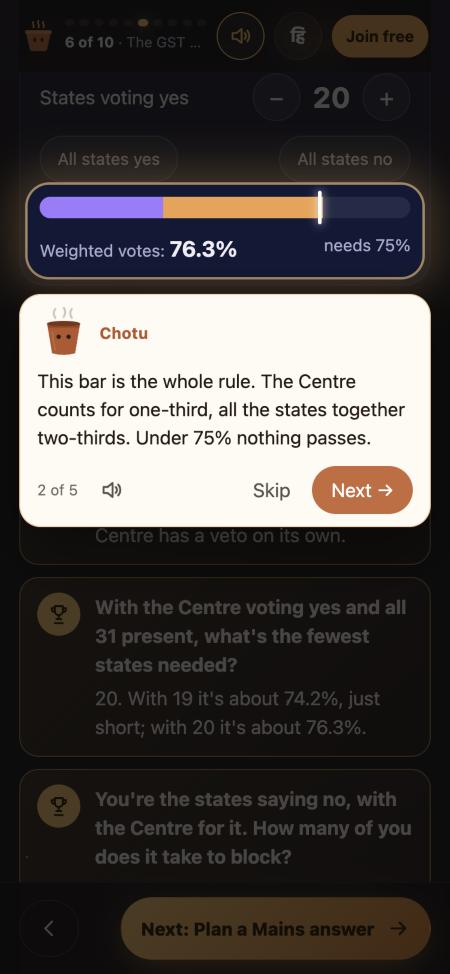 6 of 10 · The GST ...
हि
Join free
States voting yes
−
20
+
All states yes
All states no
Weighted votes: 76.3%
needs 75%
Chotu
This bar is the whole rule. The Centre
counts for one-third, all the states together
two-thirds. Under 75% nothing passes.
2 of 5
Skip
Next →
Centre has a veto on its own.
With the Centre voting yes and all
31 present, what's the fewest
states needed?
20. With 19 it's about 74.2%, just
short; with 20 it's about 76.3%.
You're the states saying no, with
the Centre for it. How many of you
does it take to block?
Next: Plan a Mains answer →